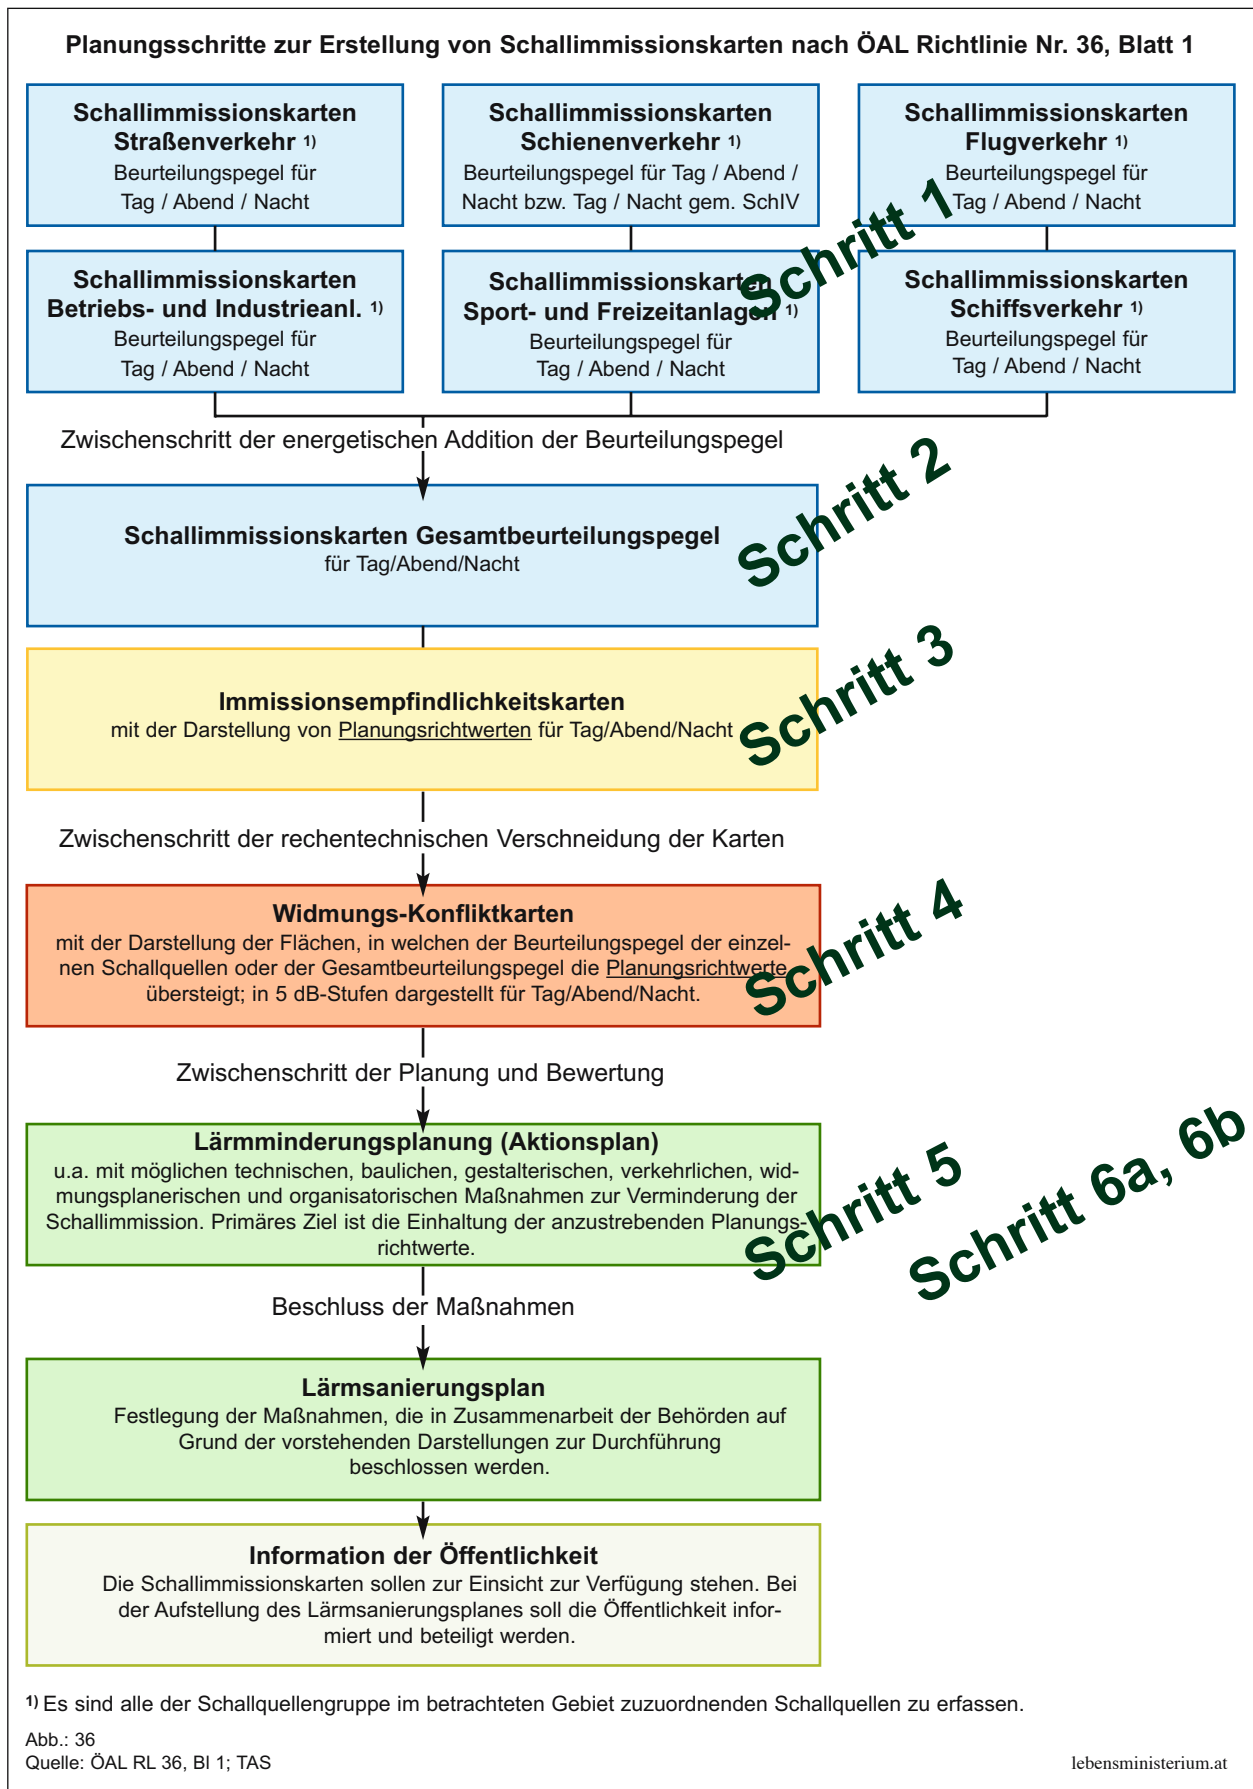 Planungsschritte zur Erstellung von Schallimmissionskarten nach ÖAL Richtlinie Nr. 36, Blatt 1
Schallimmissionskarten
Straßenverkehr 1)
Beurteilungspegel für
Tag / Abend / Nacht
Schallimmissionskarten
Schienenverkehr 1)
Beurteilungspegel für Tag / Abend /
Nacht bzw. Tag / Nacht gem. SchIV
Schallimmissionskarten
Flugverkehr 1)
Beurteilungspegel für
Tag / Abend / Nacht
Schritt 1
Schallimmissionskarten
Betriebs- und Industrieanl. 1)
Beurteilungspegel für
Tag / Abend / Nacht
Schallimmissionskarten
Sport- und Freizeitanlagen 1)
Beurteilungspegel für
Tag / Abend / Nacht
Schallimmissionskarten
Schiffsverkehr 1)
Beurteilungspegel für
Tag / Abend / Nacht
Zwischenschritt der energetischen Addition der Beurteilungspegel
Schallimmissionskarten Gesamtbeurteilungspegel
für Tag/Abend/Nacht
Schritt 2
Immissionsempfindlichkeitskarten
mit der Darstellung von Planungsrichtwerten für Tag/Abend/Nacht
Schritt 3
Zwischenschritt der rechentechnischen Verschneidung der Karten
Widmungs-Konfliktkarten
mit der Darstellung der Flächen, in welchen der Beurteilungspegel der einzel-
nen Schallquellen oder der Gesamtbeurteilungspegel die Planungsrichtwerte
übersteigt; in 5 dB-Stufen dargestellt für Tag/Abend/Nacht.
Schritt 4
Zwischenschritt der Planung und Bewertung
Lärmminderungsplanung (Aktionsplan)
u.a. mit möglichen technischen, baulichen, gestalterischen, verkehrlichen, wid-
mungsplanerischen und organisatorischen Maßnahmen zur Verminderung der
Schallimmission. Primäres Ziel ist die Einhaltung der anzustrebenden Planungs-
richtwerte.
Schritt 5
Schritt 6a, 6b
Beschluss der Maßnahmen
Lärmsanierungsplan
Festlegung der Maßnahmen, die in Zusammenarbeit der Behörden auf
Grund der vorstehenden Darstellungen zur Durchführung
beschlossen werden.
Information der Öffentlichkeit
Die Schallimmissionskarten sollen zur Einsicht zur Verfügung stehen. Bei
der Aufstellung des Lärmsanierungsplanes soll die Öffentlichkeit infor-
miert und beteiligt werden.
1) Es sind alle der Schallquellengruppe im betrachteten Gebiet zuzuordnenden Schallquellen zu erfassen.
Abb.: 36
Quelle: ÖAL RL 36, Bl 1; TAS
lebensministerium.at